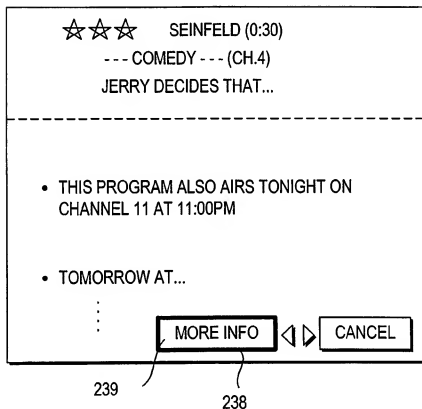 SEINFELD (0:30)
--- COMEDY --- (CH.4)
JERRY DECIDES THAT...
• THIS PROGRAM ALSO AIRS TONIGHT ON
CHANNEL 11 AT 11:00PM
• TOMORROW AT...
MORE INFO CANCEL
239 238